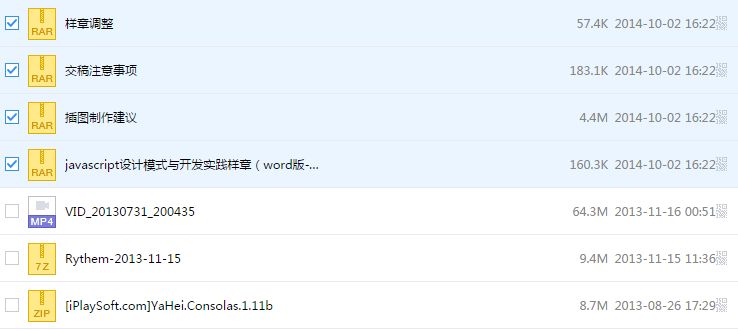 RAR 样章调整 57.4K 2014-10-02 16:22
RAR 交稿注意事项 183.1K 2014-10-02 16:22
RAR 插图制作建议 4.4M 2014-10-02 16:22
RAR javascript设计模式与开发实践样章（word版-... 160.3K 2014-10-02 16:22
MP4 VID_20130731_200435 64.3M 2013-11-16 00:51
7Z Rythem-2013-11-15 9.4M 2013-11-15 11:36
ZIP [iPlaySoft.com]YaHei.Consolas.1.11b 8.7M 2013-08-26 17:29